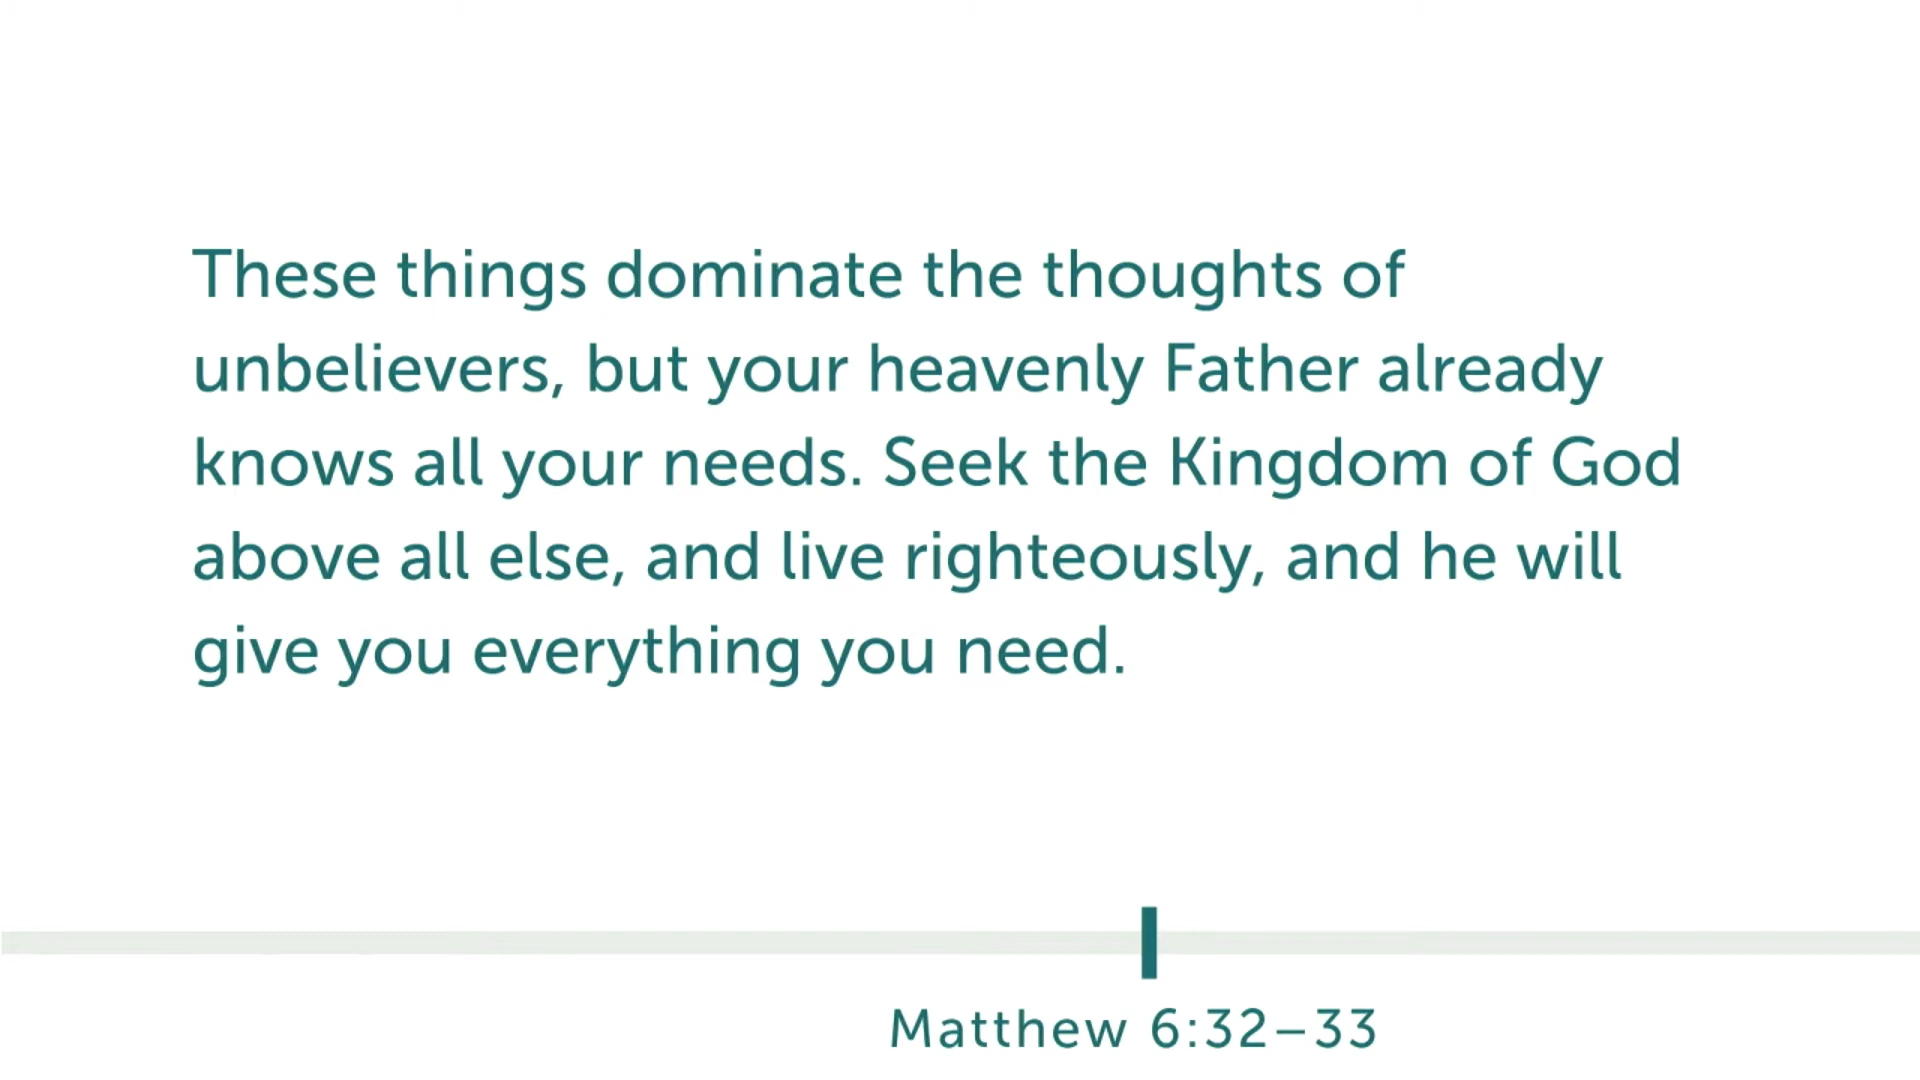 These things dominate the thoughts of
unbelievers, but your heavenly Father already
knows all your needs. Seek the Kingdom of God
above all else, and live righteously, and he will
give you everything you need.
Matthew 6:32–33